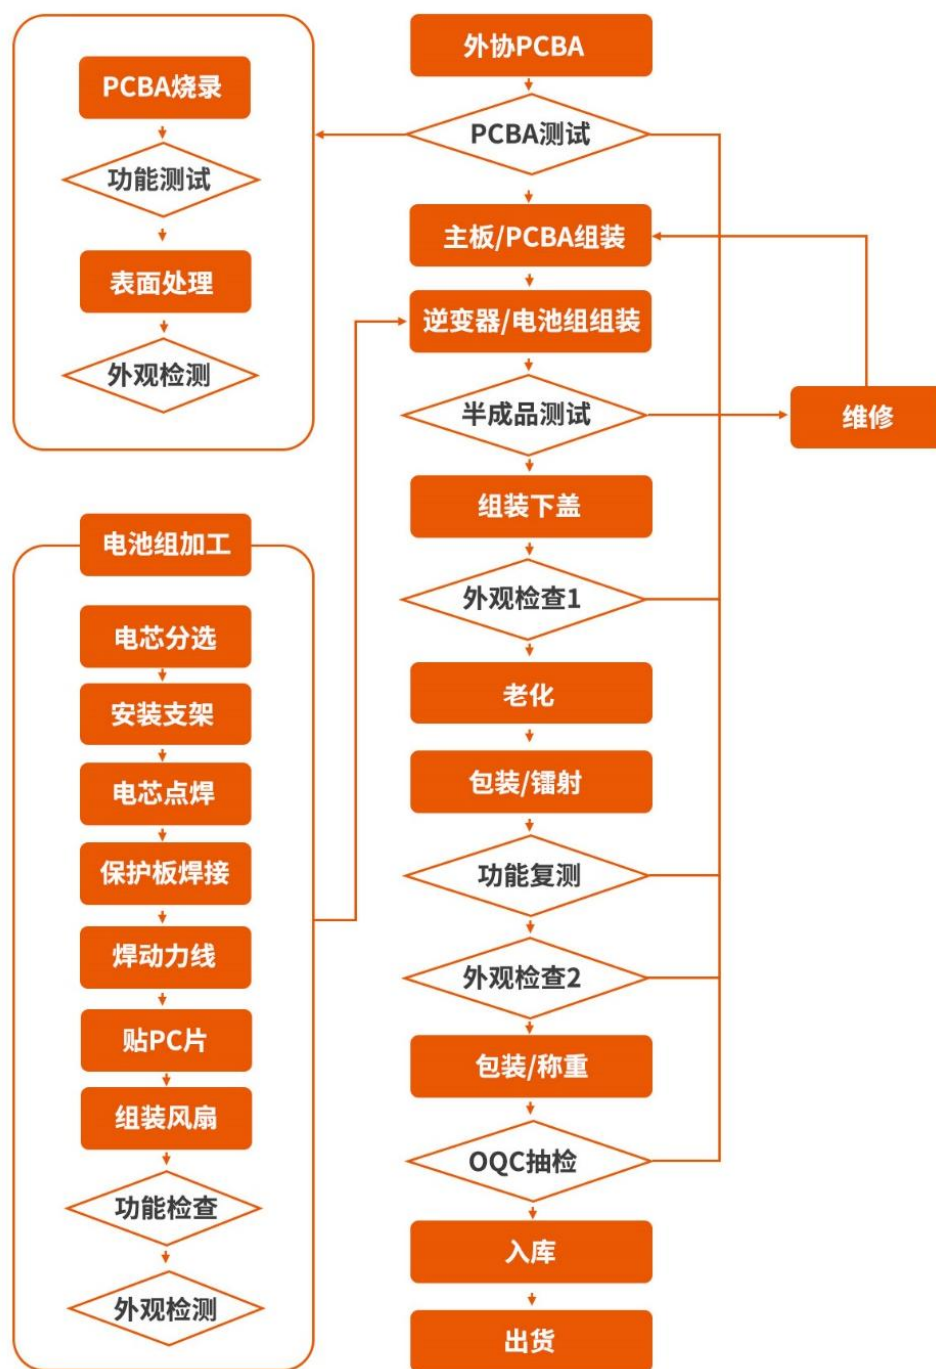 PCBA烧录
功能测试
表面处理
外观检测
电池组加工
电芯分选
安装支架
电芯点焊
保护板焊接
焊动力线
贴PC片
组装风扇
功能检查
外观检测
外协PCBA
PCBA测试
主板/PCBA组装
逆变器/电池组组装
半成品测试
组装下盖
外观检查1
老化
包装/镭射
功能复测
外观检查2
包装/称重
OQC抽检
入库
出货
维修